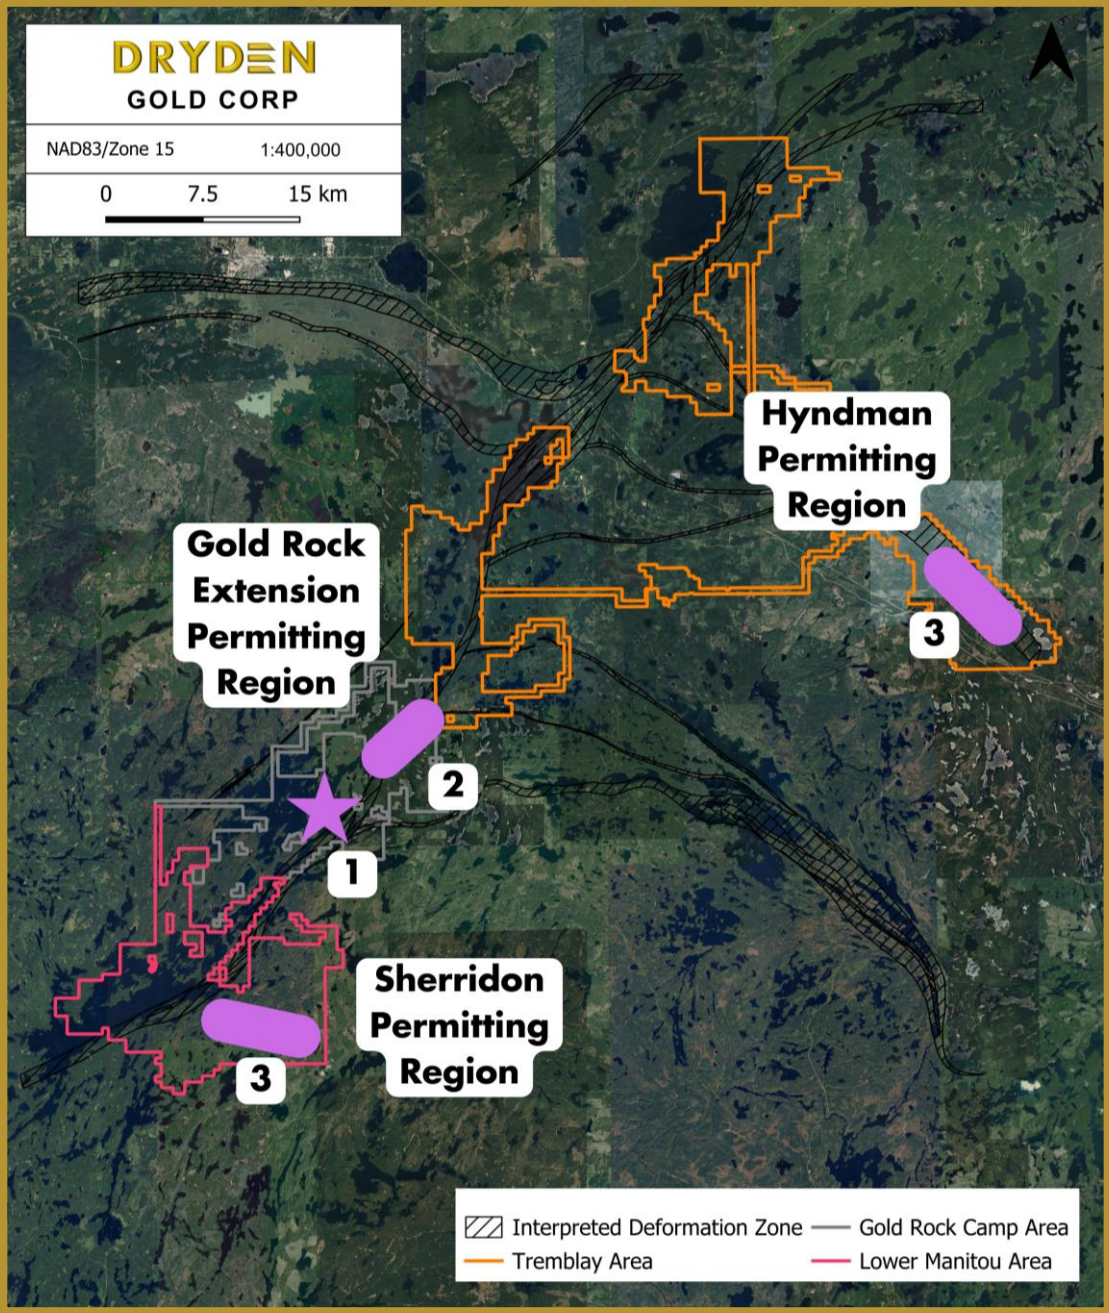 DRYDEN
GOLD CORP
NAD83/Zone 15 1:400,000
0 7.5 15 km
Hyndman
Permitting
Region
Gold Rock
Extension
Permitting
Region
3
2
1
Sherridon
Permitting
Region
3
Interpreted Deformation Zone
Gold Rock Camp Area
Tremblay Area
Lower Manitou Area